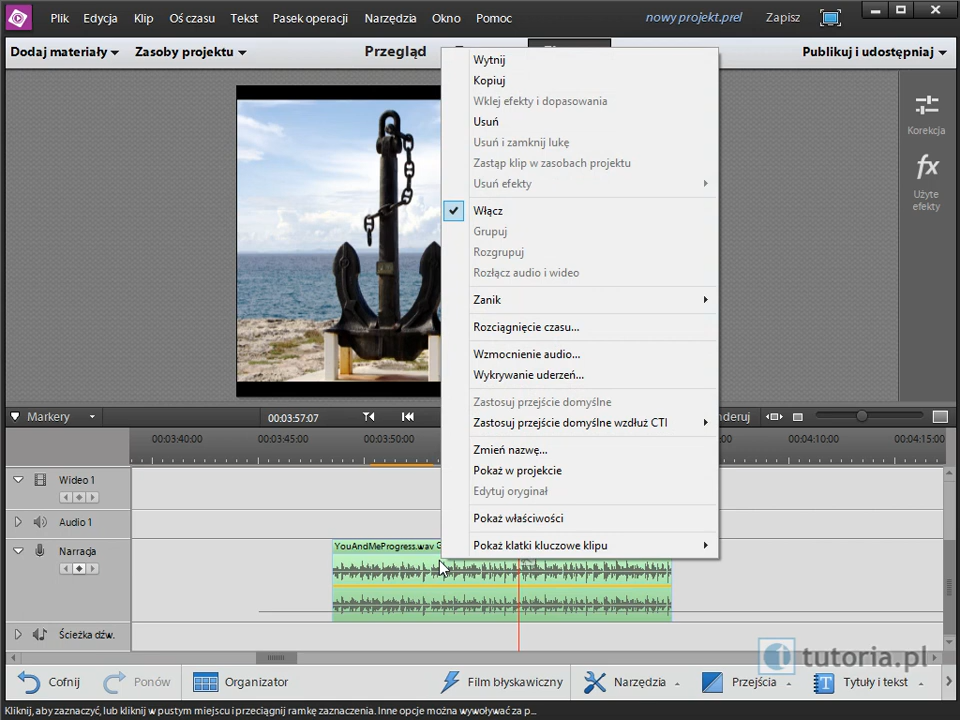 Plik Edycja Klip Oś czasu Tekst Pasek operacji Narzędzia Okno Pomoc nowy projekt.prel Zapisz
Dodaj materiały Zasoby projektu Przegląd Publikuj i udostępniaj
Wytnij
Kopiuj
Wklej efekty i dopasowania
Usuń
Usuń i zamknij lukę
Zastąp klip w zasobach projektu
Usuń efekty
Włącz
Grupuj
Rozgrupuj
Rozłącz audio i wideo
Zanik
Rozciągnięcie czasu...
Wzmocnienie audio...
Wykrywanie uderzeń...
Zastosuj przejście domyślne
Zastosuj przejście domyślne wzdłuż CTI
Zmień nazwę...
Pokaż w projekcie
Edytuj oryginał
Pokaż właściwości
Pokaż klatki kluczowe klipu
Korekcja
fx
Użyte
efekty
Markery 00:03:57:07 nderuj
00:03:40:00 00:03:45:00 00:03:50:00 00:04:10:00 00:04:15:00
Wideo 1
Audio 1
Narracja
YouAndMeProgress.wav
Ścieżka dźw.
tutoria.pl
Cofnij Ponów Organizator Film błyskawiczny Narzędzia Przejścia Tytuły i tekst
Kliknij, aby zaznaczyć, lub kliknij w pustym miejscu i przeciągnij ramkę zaznaczenia. Inne opcje można wywoływać za p...